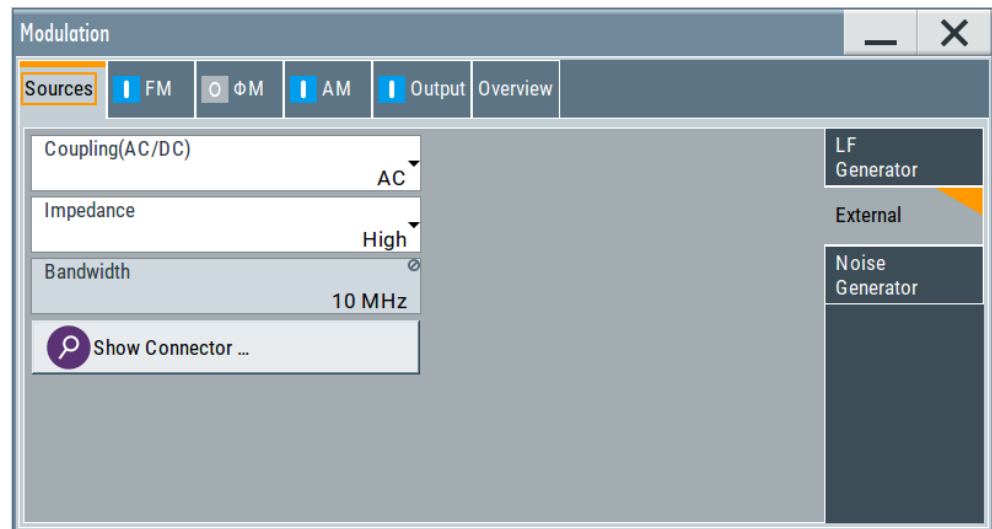 Modulation
Sources
I FM
O ΦM
I AM
I Output
Overview
Coupling(AC/DC)
AC
Impedance
High
Bandwidth
10 MHz
Show Connector ...
LF
Generator
External
Noise
Generator